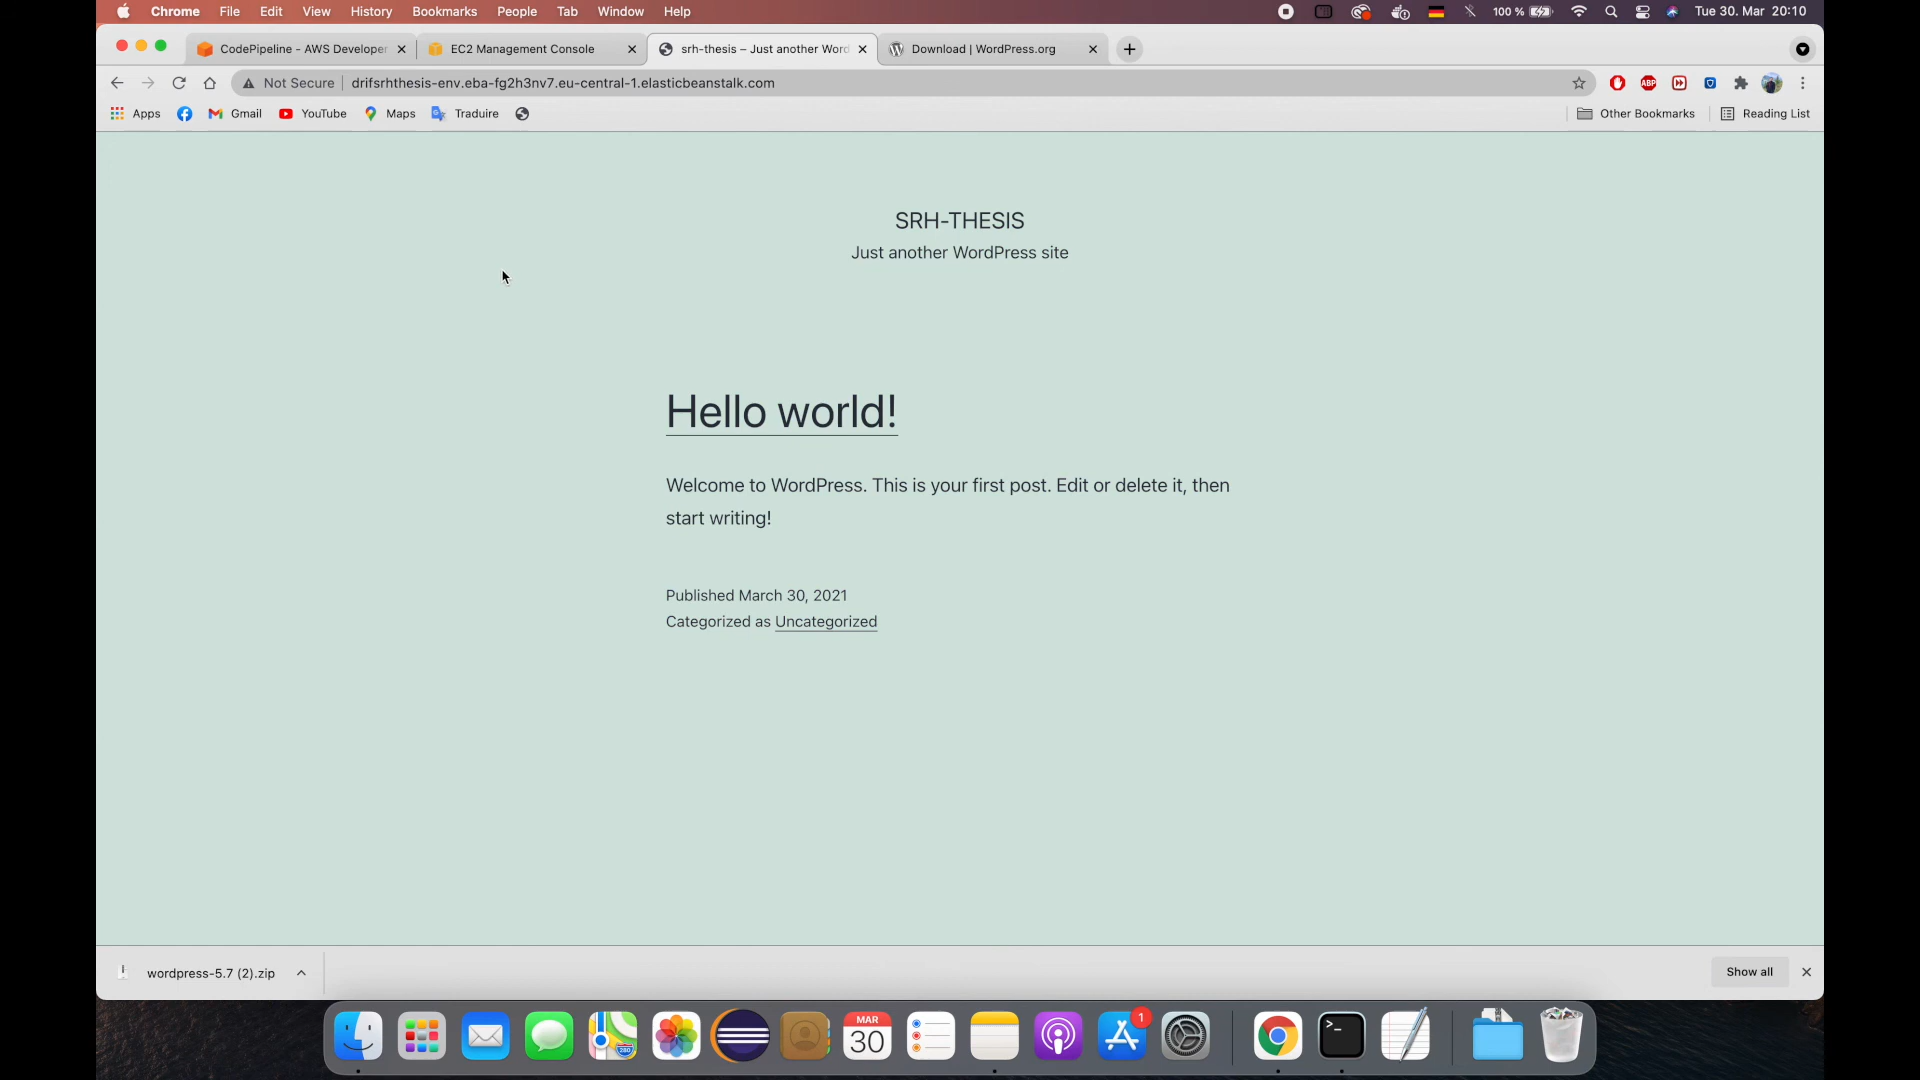 Chrome File Edit View History Bookmarks People Tab Window Help 100 % Tue 30. Mar 20:10
CodePipeline - AWS Developer EC2 Management Console srh-thesis – Just another Word Download | WordPress.org
Not Secure drifsrhthesis-env.eba-fg2h3nv7.eu-central-1.elasticbeanstalk.com ABP
Apps Gmail YouTube Maps Traduire Other Bookmarks Reading List
SRH-THESIS
Just another WordPress site
Hello world!
Welcome to WordPress. This is your first post. Edit or delete it, then
start writing!
Published March 30, 2021
Categorized as Uncategorized
wordpress-5.7 (2).zip Show all
MAR
30
280
1